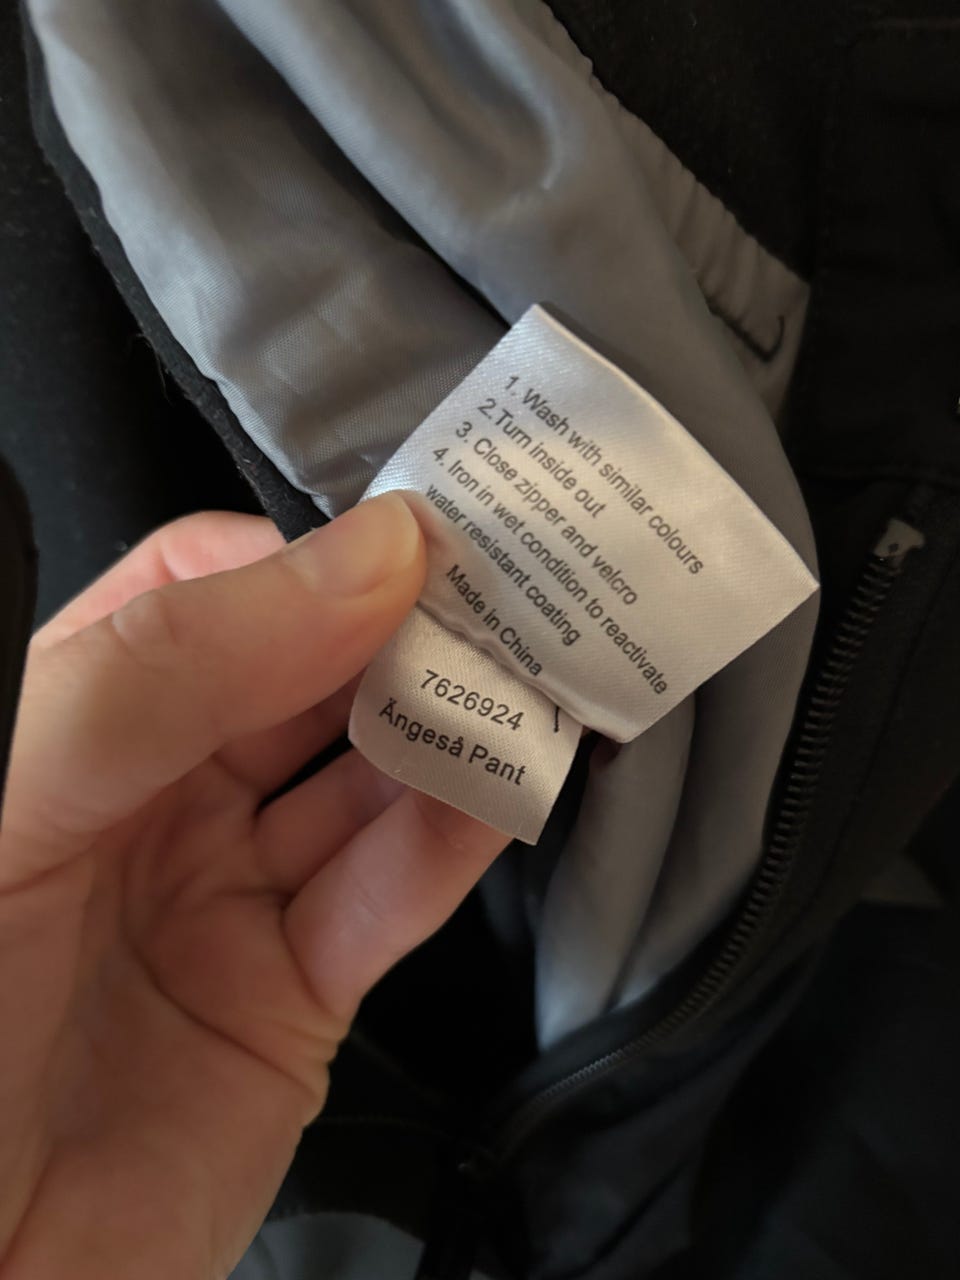 1. Wash with similar colours
2. Turn inside out
3. Close zipper and velcro
4. Iron in wet condition to reactivate
water resistant coating
Made in China
7626924
Ängeså Pant